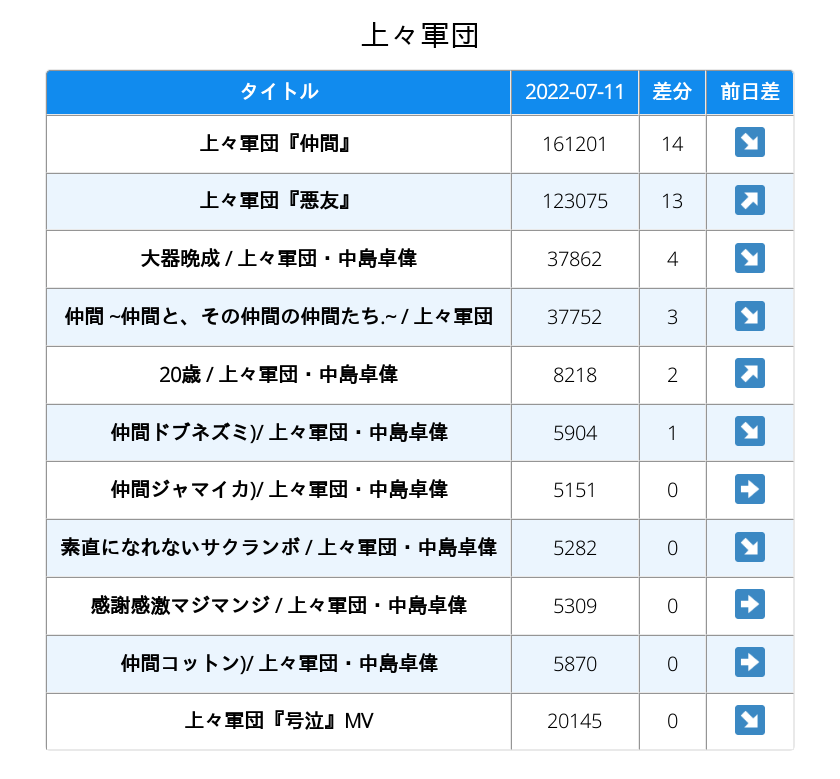 上々軍団
タイトル 2022-07-11 差分 前日差
上々軍団『仲間』 161201 14 ↘
上々軍団『悪友』 123075 13 ↗
大器晩成 / 上々軍団・中島卓偉 37862 4 ↘
仲間 ~仲間と、その仲間の仲間たち.~ / 上々軍団 37752 3 ↘
20歳 / 上々軍団・中島卓偉 8218 2 ↗
仲間ドブネズミ)/ 上々軍団・中島卓偉 5904 1 ↘
仲間ジャマイカ)/ 上々軍団・中島卓偉 5151 0 ➡
素直になれないサクランボ / 上々軍団・中島卓偉 5282 0 ↘
感謝感激マジマンジ / 上々軍団・中島卓偉 5309 0 ➡
仲間コットン)/ 上々軍団・中島卓偉 5870 0 ➡
上々軍団『号泣』MV 20145 0 ↘